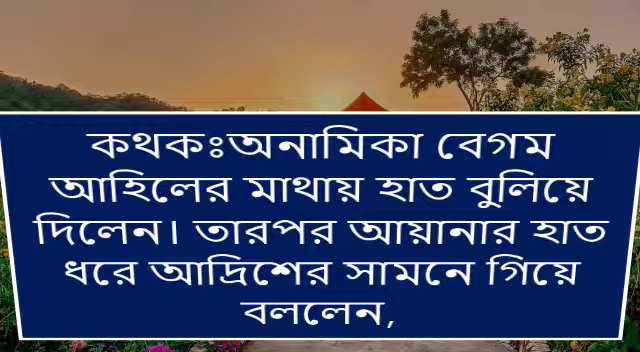 কথকঃঅনামিকা বেগম
আহিলের মাথায় হাত বুলিয়ে
দিলেন। তারপর আয়ানার হাত
ধরে আদ্রিশের সামনে গিয়ে
বললেন,